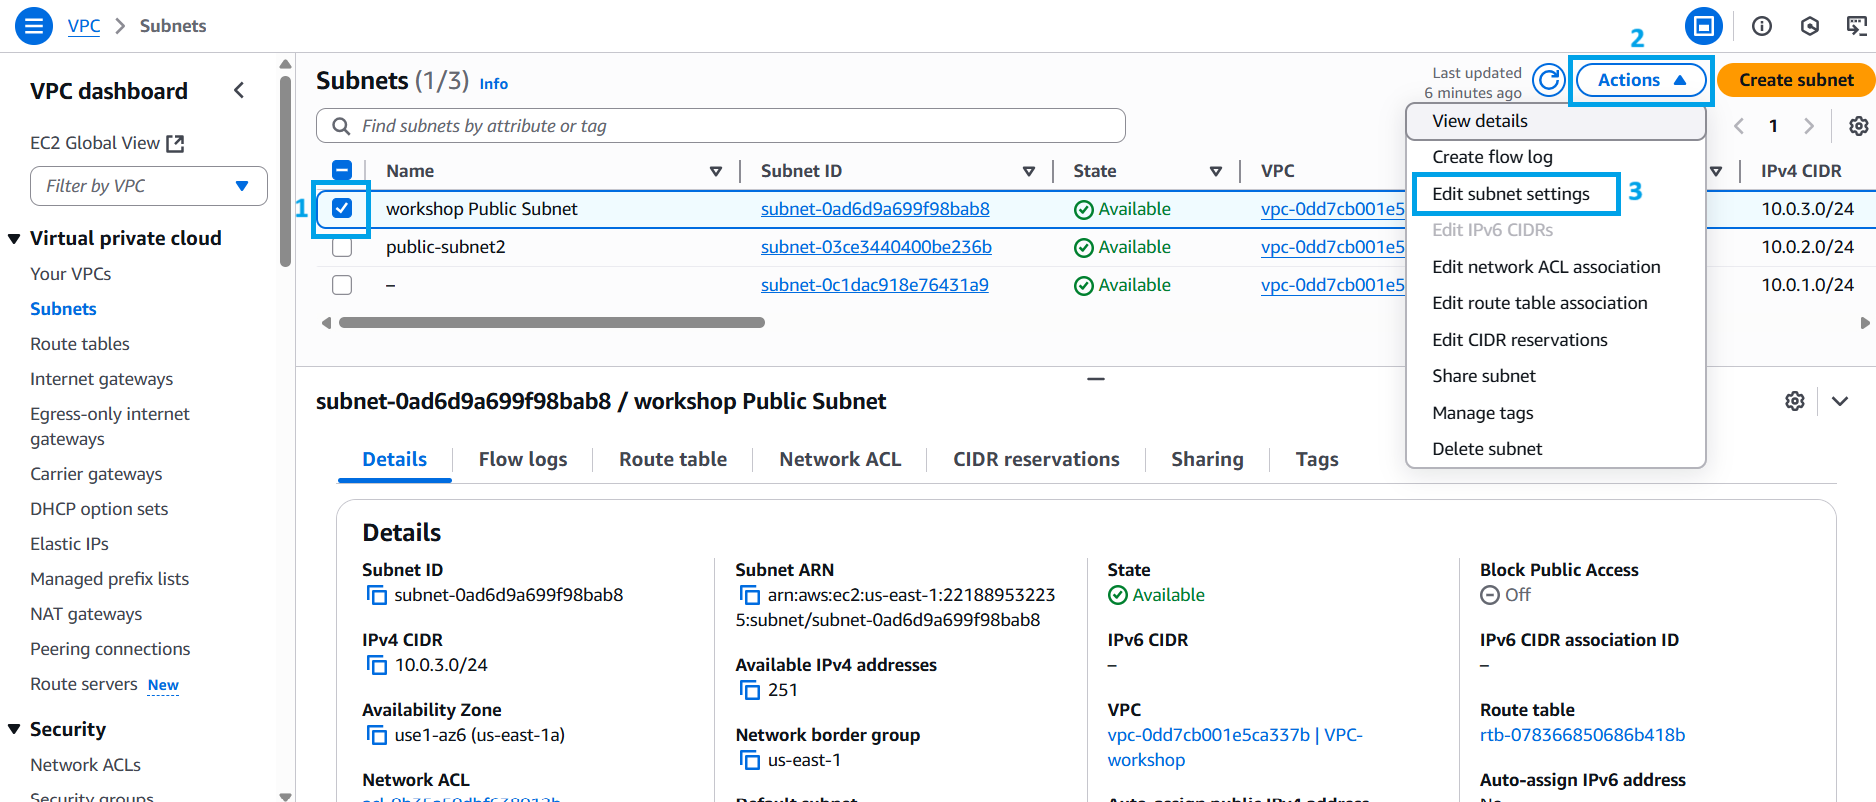 VPC > Subnets
VPC dashboard
EC2 Global View
Filter by VPC
Virtual private cloud
Your VPCs
Subnets
Route tables
Internet gateways
Egress-only internet
gateways
Carrier gateways
DHCP option sets
Elastic IPs
Managed prefix lists
NAT gateways
Peering connections
Route servers New
Security
Network ACLs
Security groups
Subnets (1/3) Info
Last updated
6 minutes ago
2
Actions
Create subnet
Find subnets by attribute or tag
1
Name Subnet ID State VPC IPv4 CIDR
1 workshop Public Subnet subnet-0ad6d9a699f98bab8 Available vpc-0dd7cb001e5 10.0.3.0/24
public-subnet2 subnet-03ce3440400be236b Available vpc-0dd7cb001e5 10.0.2.0/24
– subnet-0c1dac918e76431a9 Available vpc-0dd7cb001e5 10.0.1.0/24
View details
Create flow log
Edit subnet settings 3
Edit IPv6 CIDRs
Edit network ACL association
Edit route table association
Edit CIDR reservations
Share subnet
Manage tags
Delete subnet
subnet-0ad6d9a699f98bab8 / workshop Public Subnet
Details Flow logs Route table Network ACL CIDR reservations Sharing Tags
Details
Subnet ID
subnet-0ad6d9a699f98bab8
IPv4 CIDR
10.0.3.0/24
Availability Zone
use1-az6 (us-east-1a)
Network ACL
Subnet ARN
arn:aws:ec2:us-east-1:22188953223
5:subnet/subnet-0ad6d9a699f98bab8
Available IPv4 addresses
251
Network border group
us-east-1
Default subnet
State
Available
IPv6 CIDR
–
VPC
vpc-0dd7cb001e5ca337b | VPC-
workshop
Auto-assign public IPv4 address
Block Public Access
Off
IPv6 CIDR association ID
–
Route table
rtb-078366850686b418b
Auto-assign IPv6 address
No